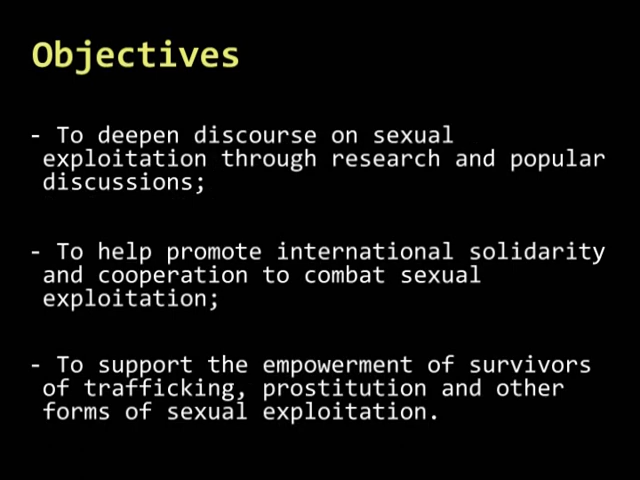 Objectives
- To deepen discourse on sexual
exploitation through research and popular
discussions;
- To help promote international solidarity
and cooperation to combat sexual
exploitation;
- To support the empowerment of survivors
of trafficking, prostitution and other
forms of sexual exploitation.